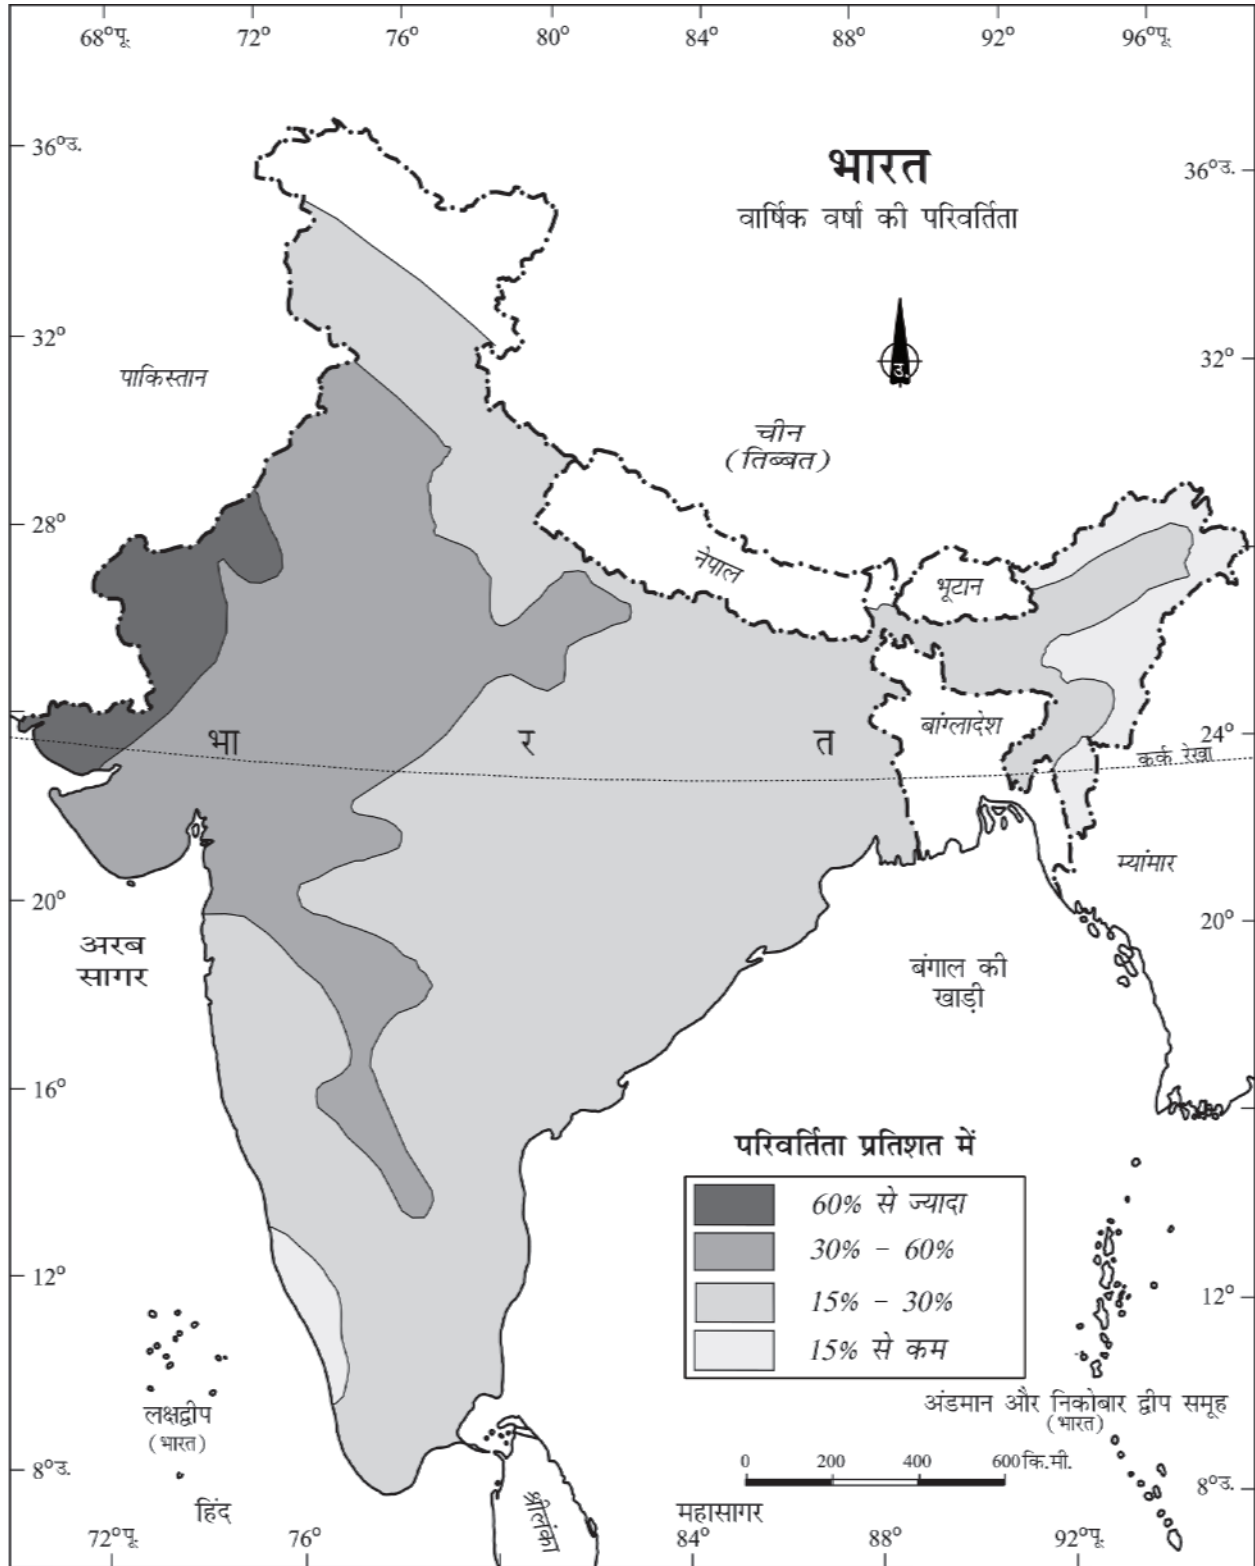 68°पू.
72°
76°
80°
84°
88°
92°
96°पू.
36°उ.
भारत
36°उ.
वार्षिक वर्षा की परिवर्तिता
32°
पाकिस्तान
उ.
32°
चीन
(तिब्बत)
28°
नेपाल
भूटान
भा
र
त
बांग्लादेश
24°
कर्क रेखा
म्यांमार
20°
अरब
सागर
बंगाल की
खाड़ी
20°
16°
परिवर्तिता प्रतिशत में
60% से ज्यादा
30% – 60%
15% – 30%
15% से कम
12°
12°
लक्षद्वीप
(भारत)
अंडमान और निकोबार द्वीप समूह
(भारत)
0
200
400
600 कि.मी.
8°उ.
8°उ.
हिंद
श्रीलंका
महासागर
72°पू.
76°
84°
88°
92°पू.